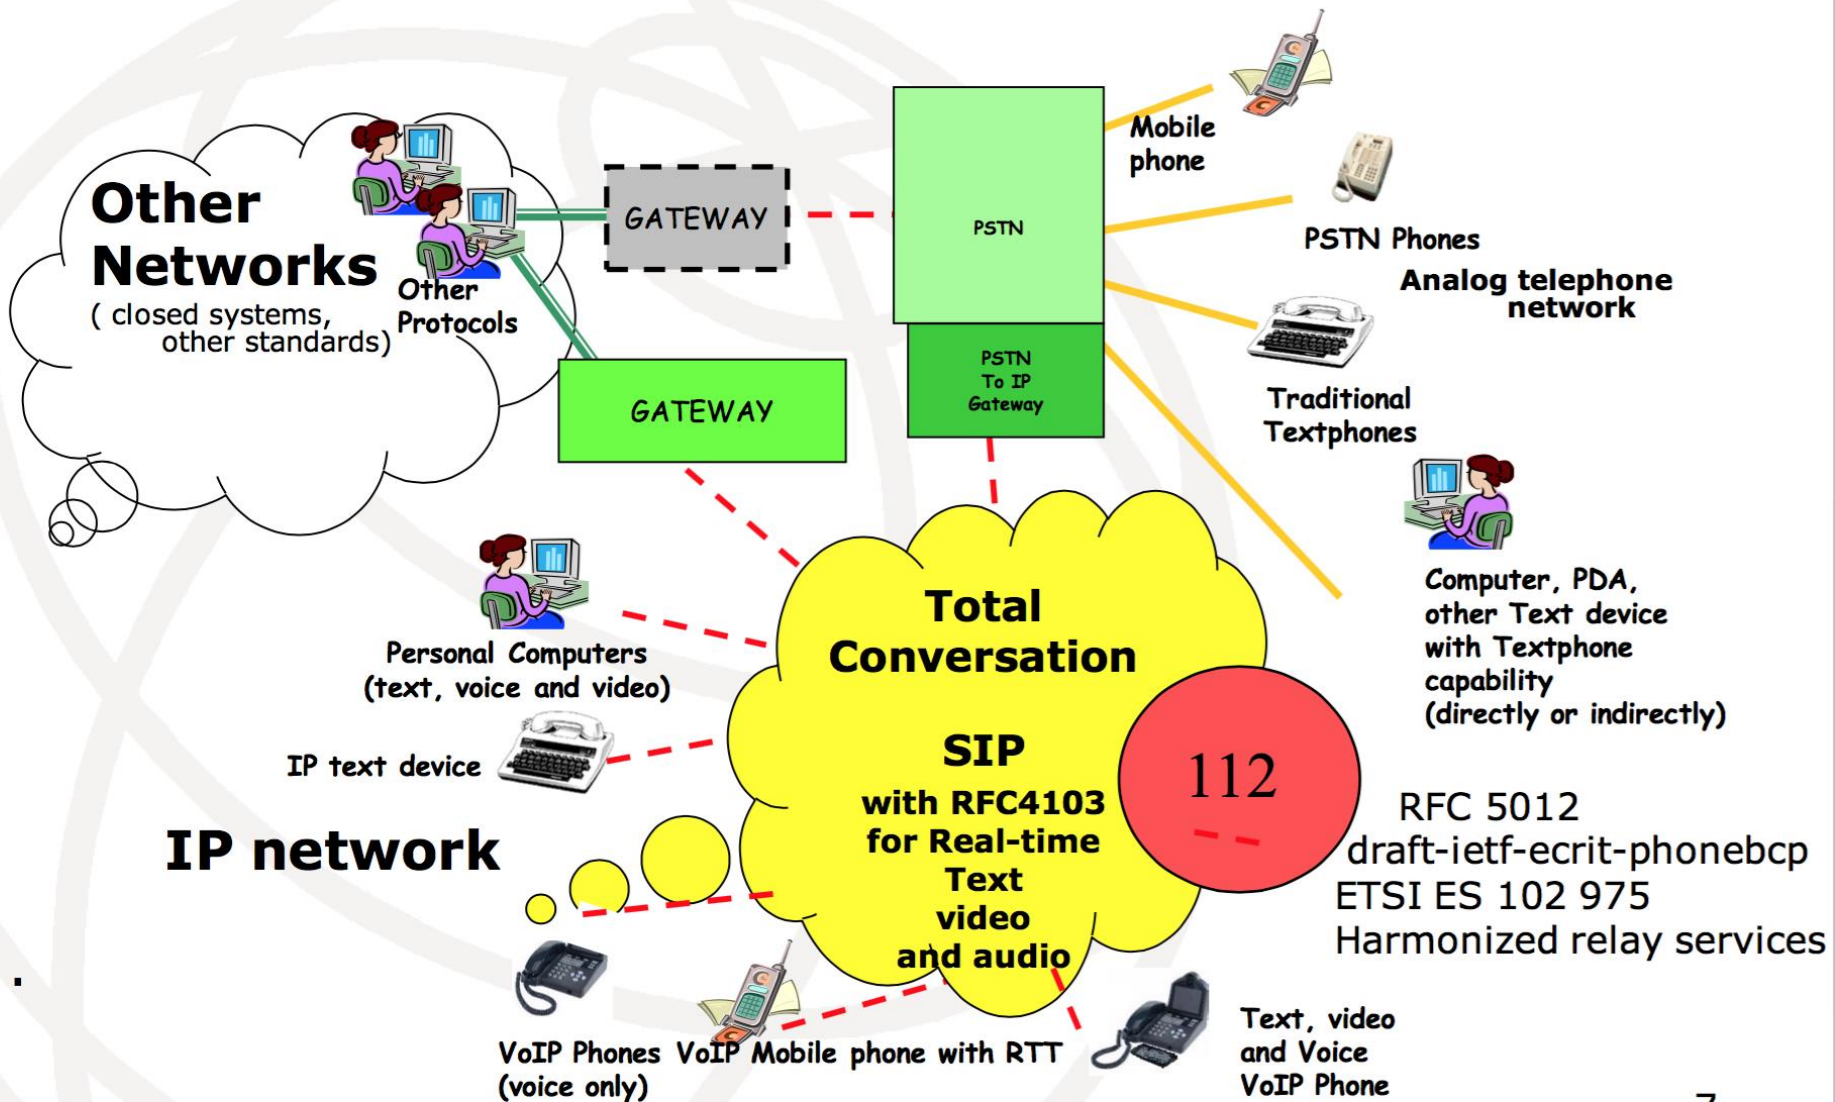 Other
Networks
( closed systems,
other standards)
Other
Protocols
GATEWAY
GATEWAY
PSTN
PSTN
To IP
Gateway
Mobile
phone
PSTN Phones
Analog telephone
network
Traditional
Textphones
Computer, PDA,
other Text device
with Textphone
capability
(directly or indirectly)
Personal Computers
(text, voice and video)
IP text device
IP network
Total
Conversation
SIP
with RFC4103
for Real-time
Text
video
and audio
112
RFC 5012
draft-ietf-ecrit-phonebcp
ETSI ES 102 975
Harmonized relay services
.
VoIP Phones
(voice only)
VoIP Mobile phone with RTT
Text, video
and Voice
VoIP Phone